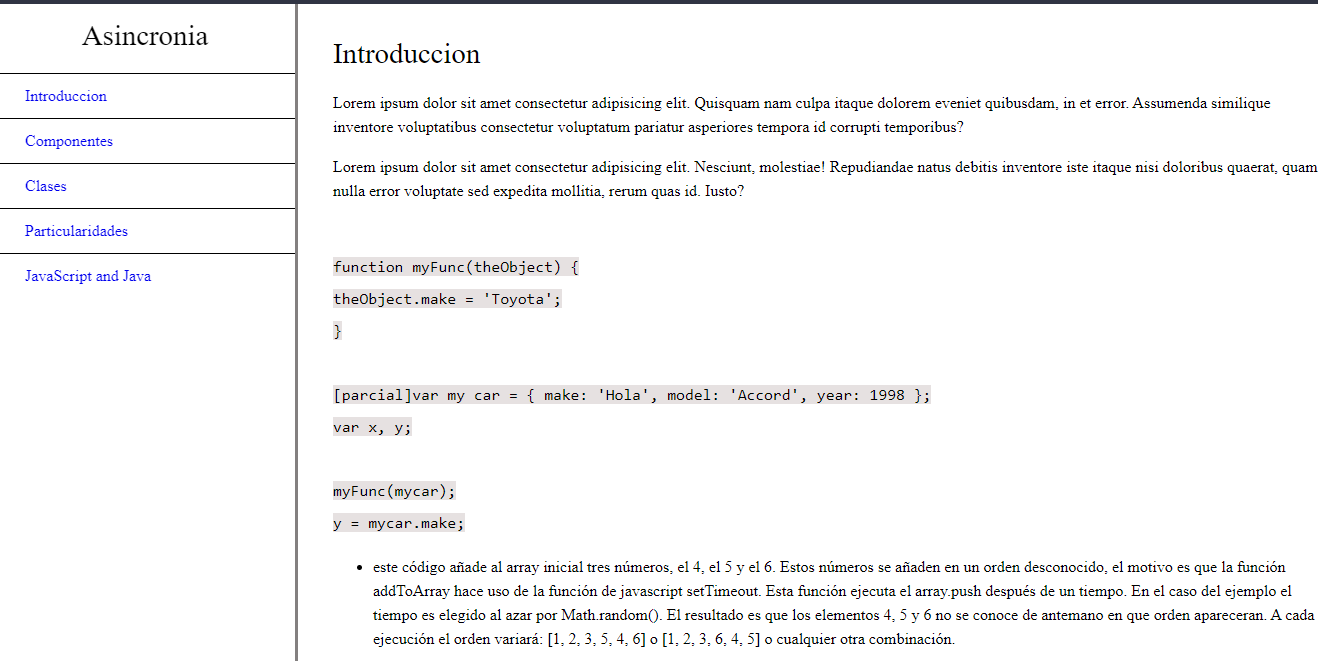 Asincronia
Introduccion
Componentes
Clases
Particularidades
JavaScript and Java
Introduccion
Lorem ipsum dolor sit amet consectetur adipisicing elit. Quisquam nam culpa itaque dolorem eveniet quibusdam, in et error. Assumenda similique
inventore voluptatibus consectetur voluptatum pariatur asperiores tempora id corrupti temporibus?
Lorem ipsum dolor sit amet consectetur adipisicing elit. Nesciunt, molestiae! Repudiandae natus debitis inventore iste itaque nisi doloribus quaerat, quam
nulla error voluptate sed expedita mollitia, rerum quas id. Iusto?
function myFunc(theObject) {
theObject.make = 'Toyota';
}
[parcial]var my car = { make: 'Hola', model: 'Accord', year: 1998 };
var x, y;
myFunc(mycar);
y = mycar.make;
• este código añade al array inicial tres números, el 4, el 5 y el 6. Estos números se añaden en un orden desconocido, el motivo es que la función
addToArray hace uso de la función de javascript setTimeout. Esta función ejecuta el array.push después de un tiempo. En el caso del ejemplo el
tiempo es elegido al azar por Math.random(). El resultado es que los elementos 4, 5 y 6 no se conoce de antemano en que orden apareceran. A cada
ejecución el orden variará: [1, 2, 3, 5, 4, 6] o [1, 2, 3, 6, 4, 5] o cualquier otra combinación.